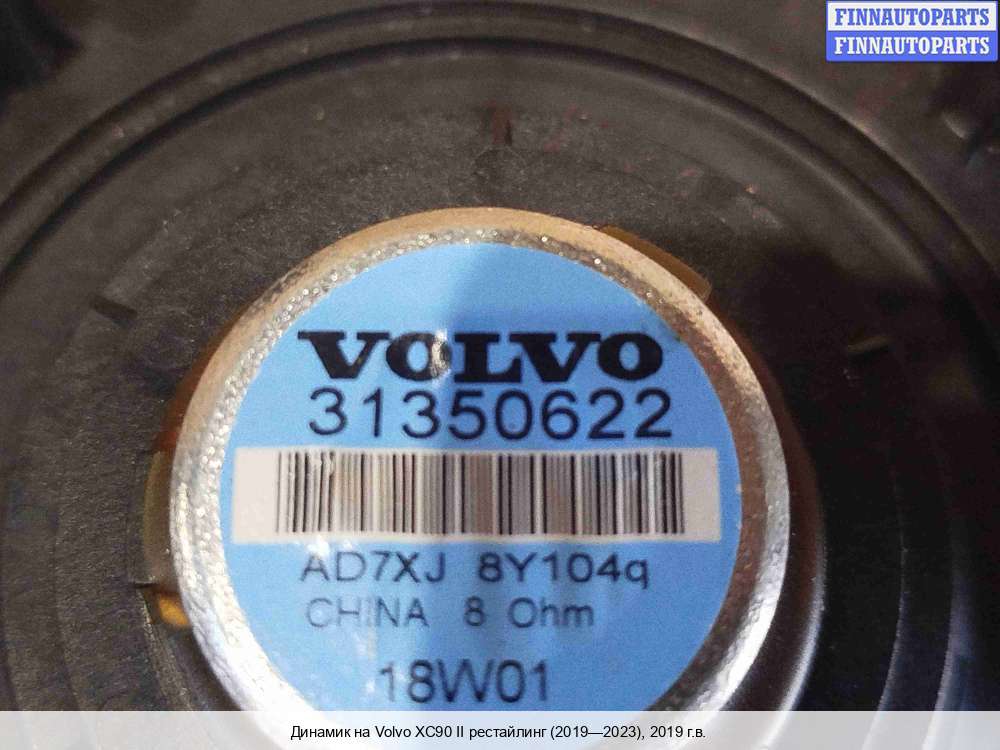 FINNAUTOPARTS
FINNAUTOPARTS
VOLVO
31350622
AD7XJ 8Y104q
CHINA 8 Ohm
18W01
Динамик на Volvo XC90 II рестайлинг (2019—2023), 2019 г.в.